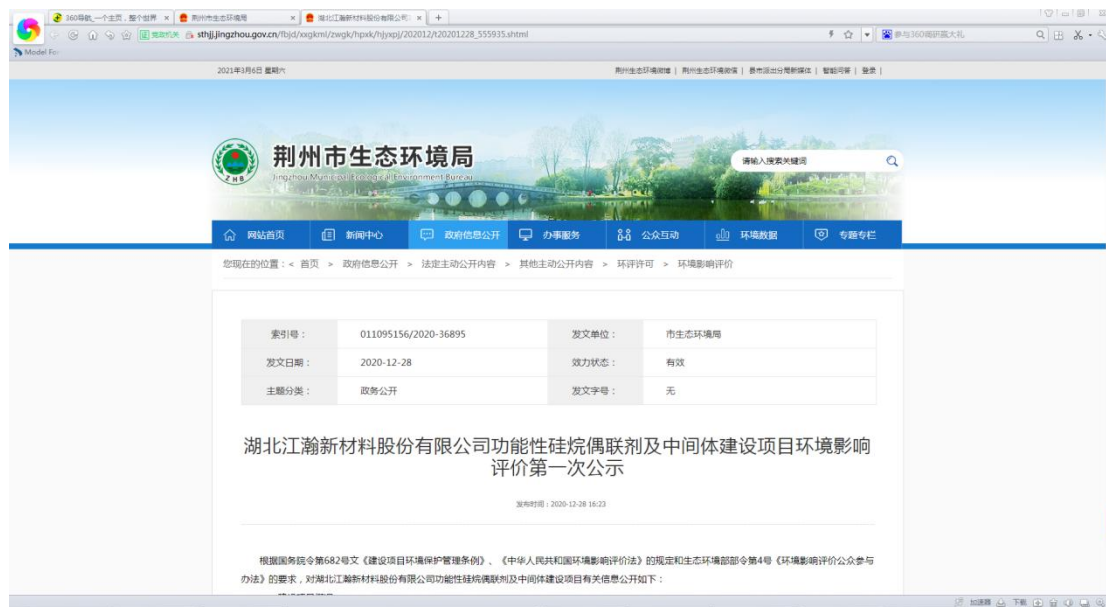 360导航_一个主页，整个世界
荆州市生态环境局
湖北江瀚新材料股份有限公司
党政机关
sthjj.jingzhou.gov.cn/fbjd/xxgkml/zwgk/hpxk/hjyxpj/202012/t20201228_555935.shtml
2021年3月6日 星期六
荆州生态环境微博 | 荆州生态环境微信 | 县市派出分局新媒体 | 智能问答 | 登录 |
荆州市生态环境局
Jingzhou Municipal Ecological Environment Bureau
ZHB
请输入搜索关键词
网站首页 新闻中心 政府信息公开 办事服务 公众互动 环境数据 专题专栏
您现在的位置：< 首页 > 政府信息公开 > 法定主动公开内容 > 其他主动公开内容 > 环评许可 > 环境影响评价
索引号： 011095156/2020-36895 发文单位： 市生态环境局
发文日期： 2020-12-28 效力状态： 有效
主题分类： 政务公开 发文字号： 无
湖北江瀚新材料股份有限公司功能性硅烷偶联剂及中间体建设项目环境影响
评价第一次公示
发布时间：2020-12-28 16:23
根据国务院令第682号文《建设项目环境保护管理条例》、《中华人民共和国环境影响评价法》的规定和生态环境部部令第4号《环境影响评价公众参与
办法》的要求，对湖北江瀚新材料股份有限公司功能性硅烷偶联剂及中间体建设项目有关信息公开如下：
加速器 下载